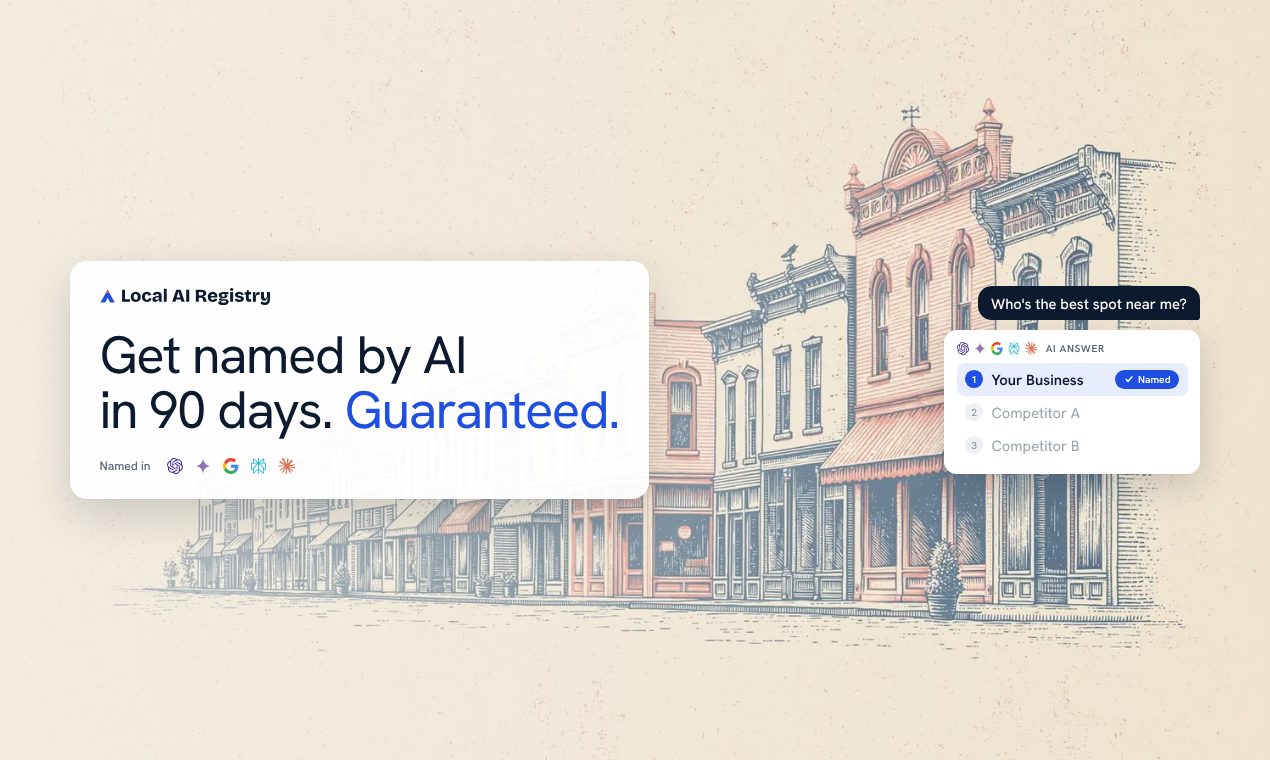 Local AI Registry
Get named by AI
in 90 days. Guaranteed.
Named in
Who's the best spot near me?
AI ANSWER
1 Your Business Named
2 Competitor A
3 Competitor B